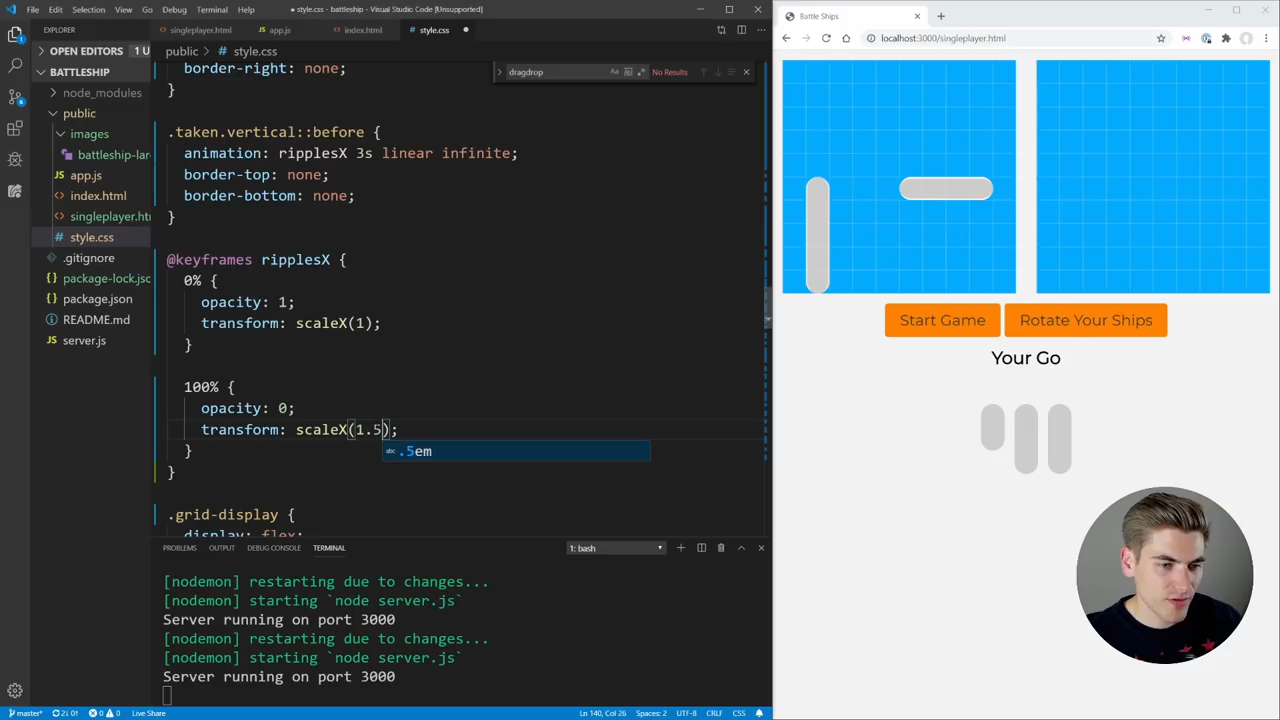 File Edit Selection View Go Debug Terminal Help
● style.css - battleship - Visual Studio Code [Unsupported]
EXPLORER
OPEN EDITORS 1 U
BATTLESHIP
node_modules
public
images
battleship-lar
app.js
index.html
singleplayer.htm
style.css
.gitignore
package-lock.jsc
package.json
README.md
server.js
singleplayer.html app.js index.html style.css ●
public > # style.css
dragdrop Aa No Results
border-right: none;
}
.taken.vertical::before {
animation: ripplesX 3s linear infinite;
border-top: none;
border-bottom: none;
}
@keyframes ripplesX {
0% {
opacity: 1;
transform: scaleX(1);
}
100% {
opacity: 0;
transform: scaleX(1.5);
abc .5em
}
}
.grid-display {
display: flex;
PROBLEMS OUTPUT DEBUG CONSOLE TERMINAL 1: bash
[nodemon] restarting due to changes...
[nodemon] starting `node server.js`
Server running on port 3000
[nodemon] restarting due to changes...
[nodemon] starting `node server.js`
Server running on port 3000
master* 2↓ 0↑ 0 0 Live Share Ln 140, Col 26 Spaces: 2 UTF-8 CRLF CSS
Battle Ships
localhost:3000/singleplayer.html
Start Game Rotate Your Ships
Your Go